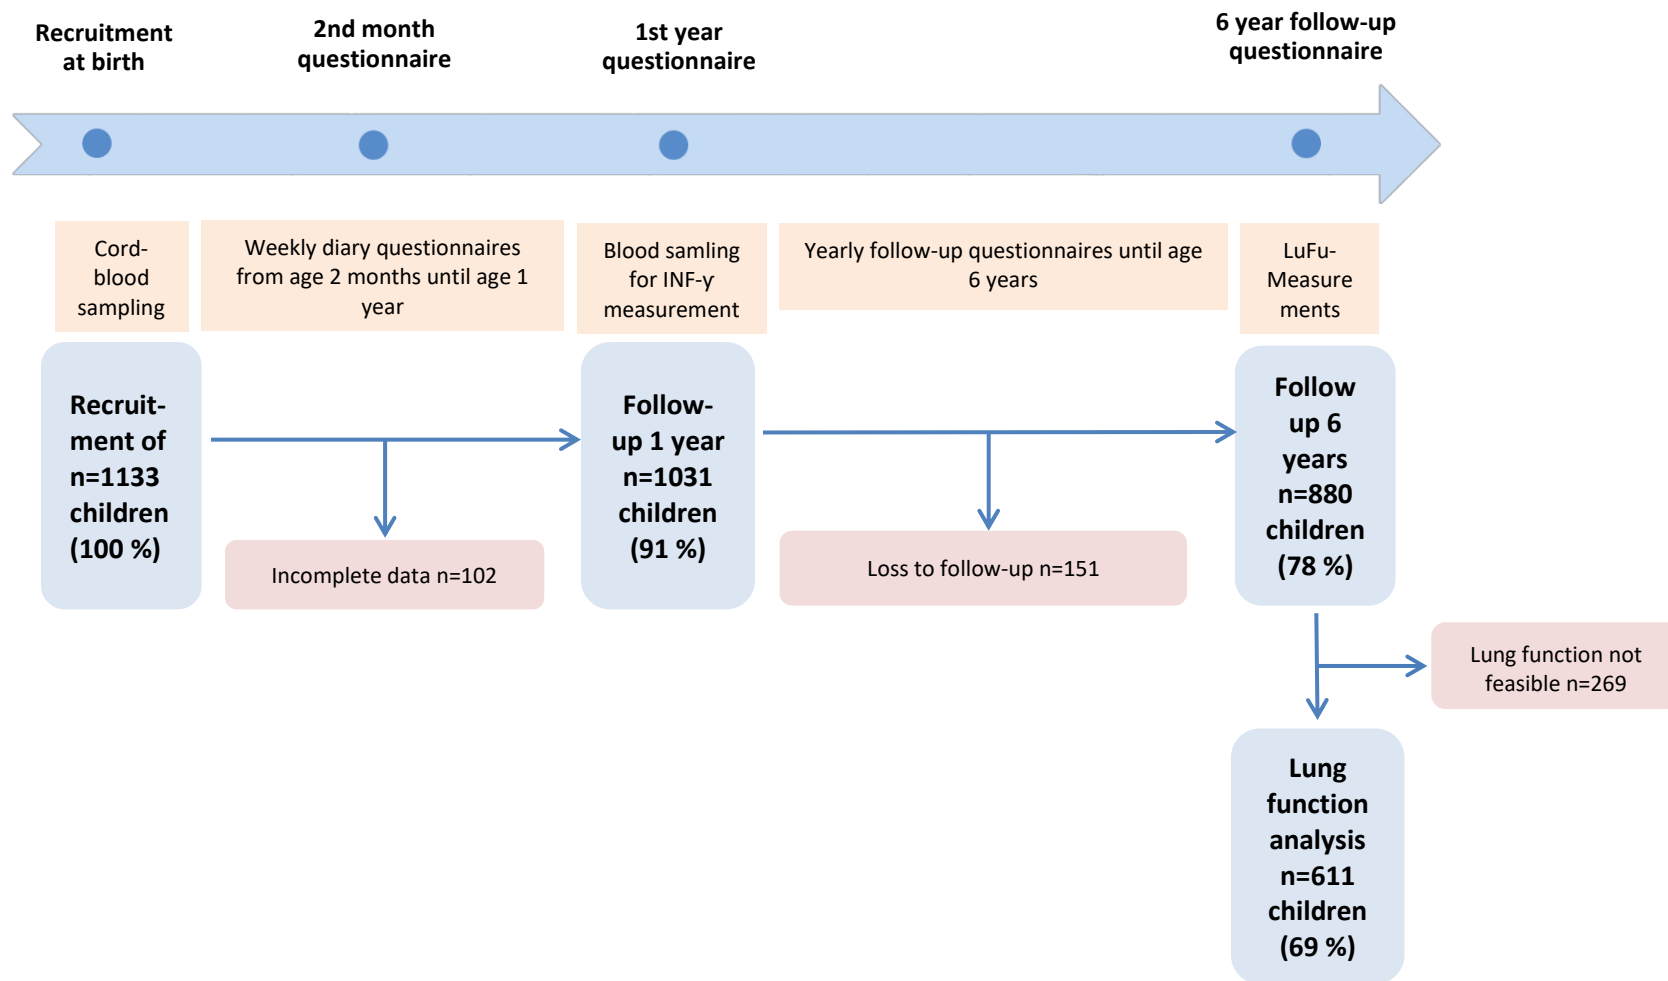 Recruitment
at birth
2nd month
questionnaire
1st year
questionnaire
6 year follow-up
questionnaire
Cord-
blood
sampling
Weekly diary questionnaires
from age 2 months until age 1
year
Blood samling
for INF-γ
measurement
Yearly follow-up questionnaires until age
6 years
LuFu-
Measure
ments
Recruit-
ment of
n=1133
children
(100 %)
Follow-
up 1 year
n=1031
children
(91 %)
Follow
up 6
years
n=880
children
(78 %)
Incomplete data n=102
Loss to follow-up n=151
Lung function not
feasible n=269
Lung
function
analysis
n=611
children
(69 %)